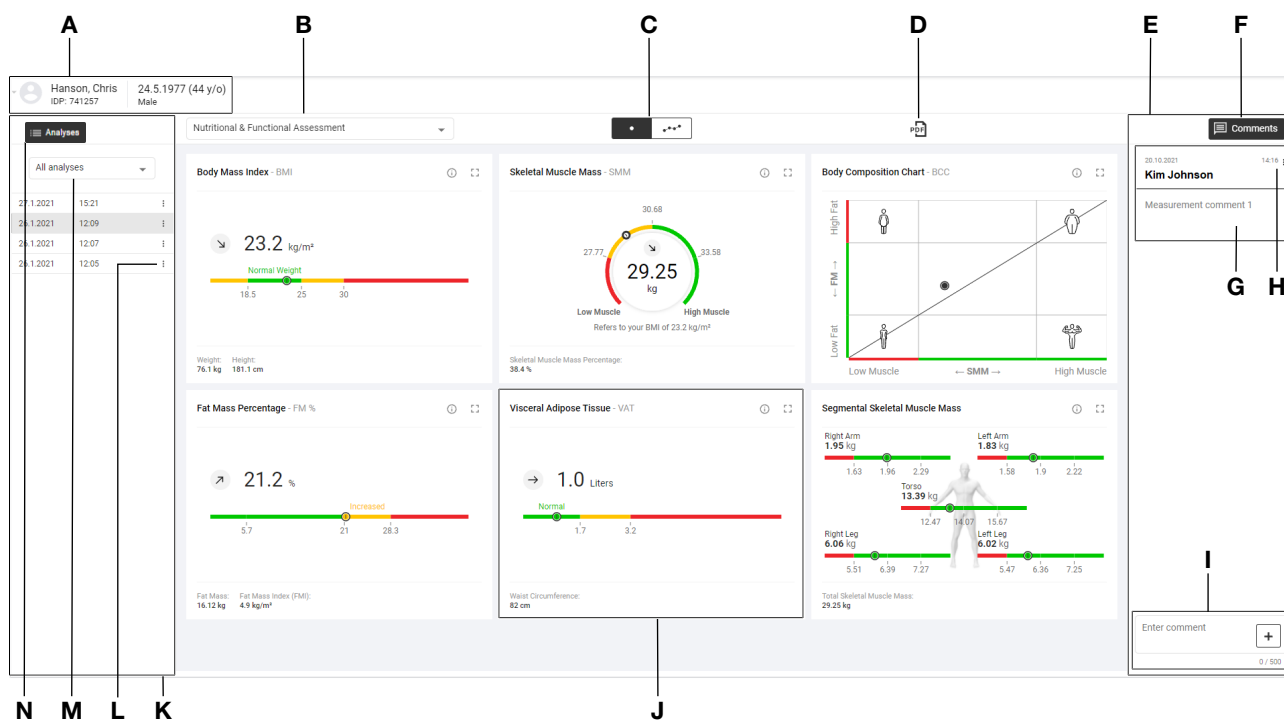 A
B
C
D
E
F
Hanson, Chris
IDP: 741257
24.5.1977 (44 y/o)
Male
Analyses
Nutritional & Functional Assessment
PDF
Comments
All analyses
27.1.2021 15:21
26.1.2021 12:09
26.1.2021 12:07
26.1.2021 12:05
Body Mass Index - BMI
23.2 kg/m²
Normal Weight
18.5 25 30
Weight: Height:
76.1 kg 181.1 cm
Skeletal Muscle Mass - SMM
30.68
27.77 33.58
29.25
kg
Low Muscle High Muscle
Refers to your BMI of 23.2 kg/m²
Skeletal Muscle Mass Percentage:
38.4 %
Body Composition Chart - BCC
High Fat
← FM →
Low Fat
Low Muscle ← SMM → High Muscle
20.10.2021 14:16
Kim Johnson
Measurement comment 1
G
H
Fat Mass Percentage - FM %
21.2 %
Increased
5.7 21 28.3
Fat Mass: Fat Mass Index (FMI):
16.12 kg 4.9 kg/m²
Visceral Adipose Tissue - VAT
1.0 Liters
Normal
1.7 3.2
Waist Circumference:
82 cm
Segmental Skeletal Muscle Mass
Right Arm
1.95 kg
1.63 1.96 2.29
Left Arm
1.83 kg
1.58 1.9 2.22
Torso
13.39 kg
12.47 14.07 15.67
Right Leg
6.06 kg
5.51 6.39 7.27
Left Leg
6.02 kg
5.47 6.36 7.25
Total Skeletal Muscle Mass:
29.25 kg
I
Enter comment
+
0 / 500
N
M
L
K
J